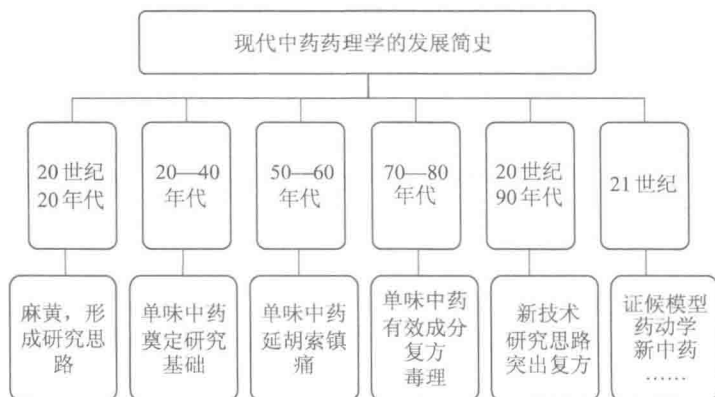 现代中药药理学的发展简史
20世纪
20年代
20—40
年代
50—60
年代
70—80
年代
20世纪
90年代
21世纪
麻黄，形
成研究思
路
单味中药
奠定研究
基础
单味中药
延胡索镇
痛
单味中药
有效成分
复方
毒理
新技术
研究思路
突出复方
证候模型
药动学
新中药
……